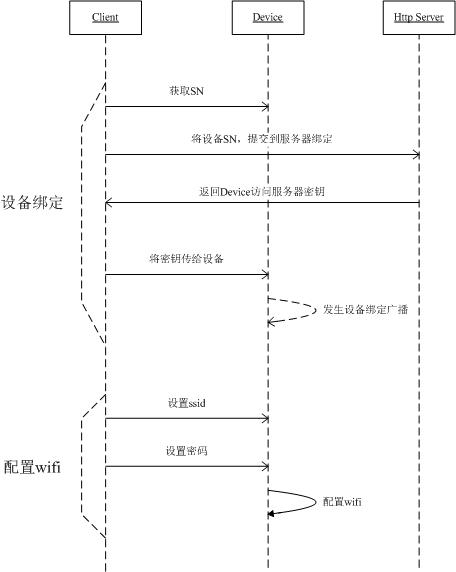 Client
Device
Http Server
获取SN
将设备SN，提交到服务器绑定
返回Device访问服务器密钥
设备绑定
将密钥传给设备
发生设备绑定广播
设置ssid
设置密码
配置wifi
配置wifi